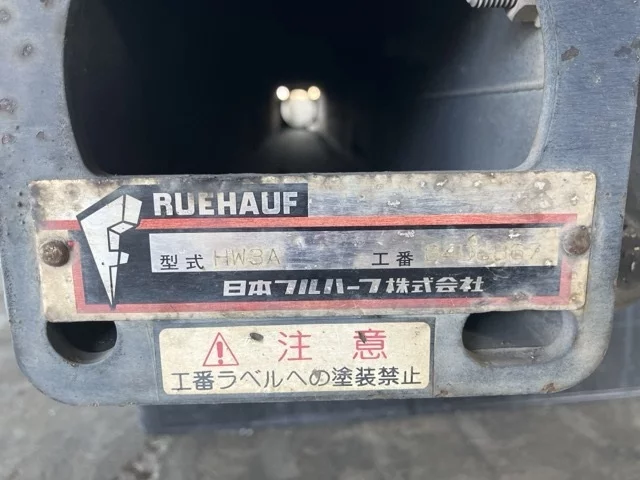 RUEHAUF
型式 HW3A 工番
日本フルハーフ株式会社
注意
工番ラベルへの塗装禁止